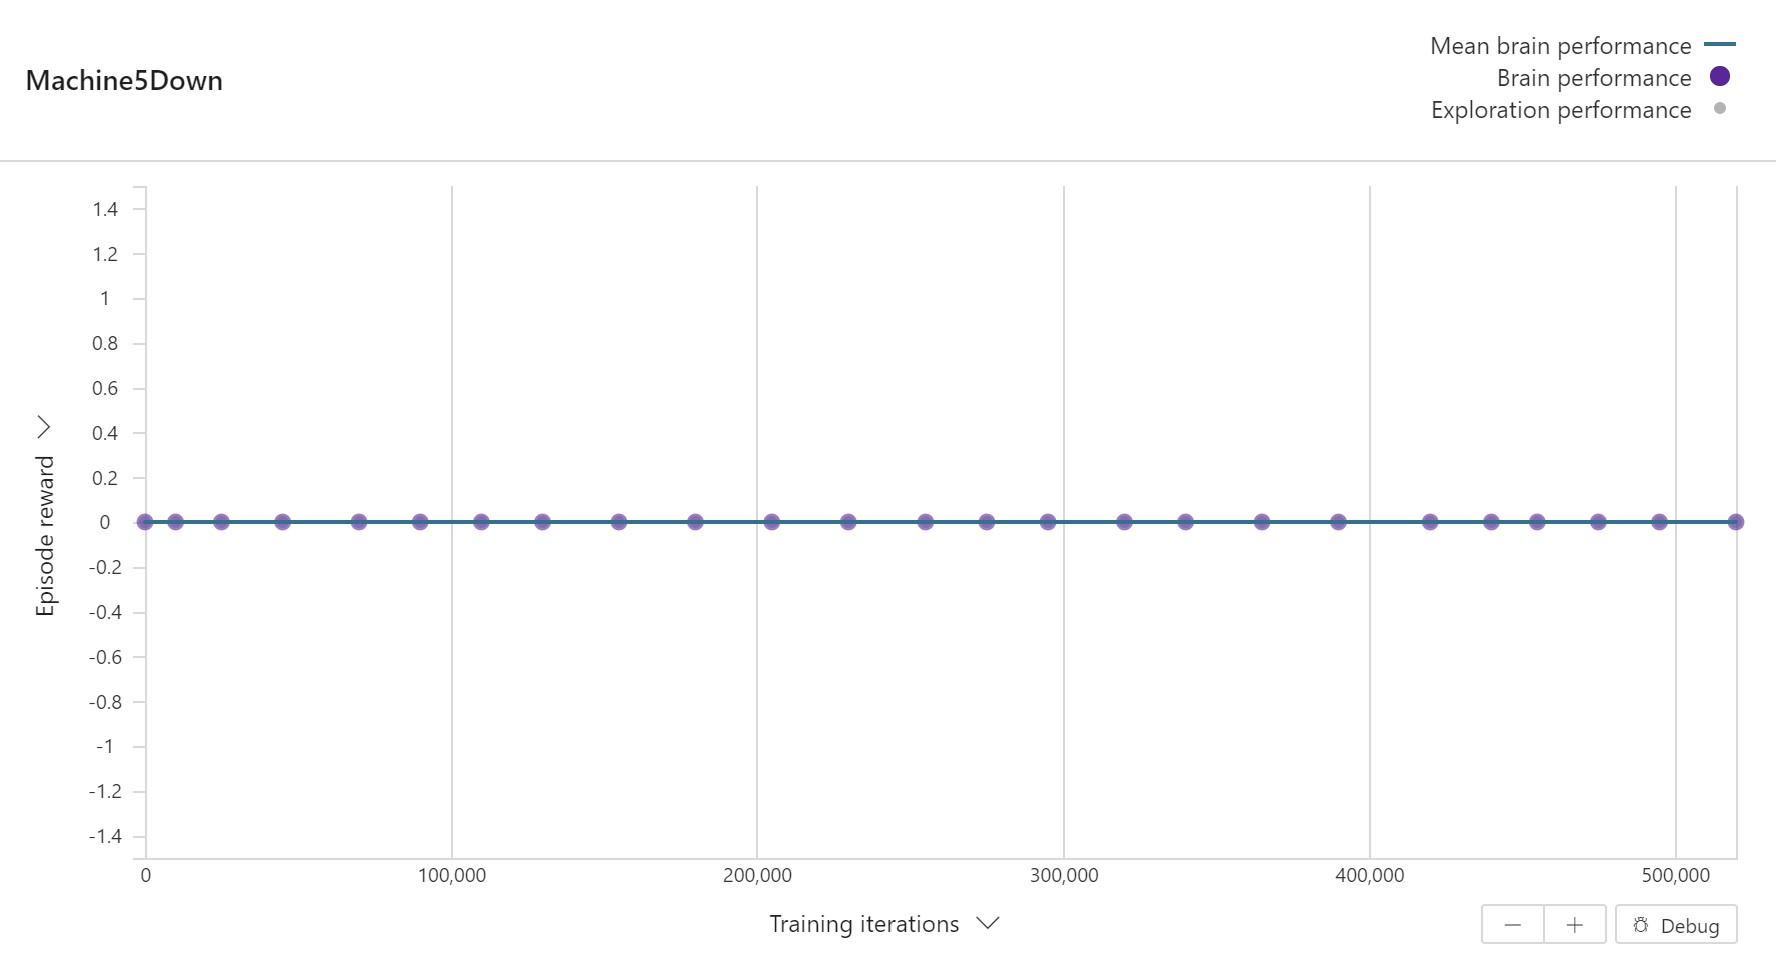 Machine5Down
Mean brain performance
Brain performance
Exploration performance
Episode reward
1.4
1.2
1
0.8
0.6
0.4
0.2
0
-0.2
-0.4
-0.6
-0.8
-1
-1.2
-1.4
0 100,000 200,000 300,000 400,000 500,000
Training iterations
Debug